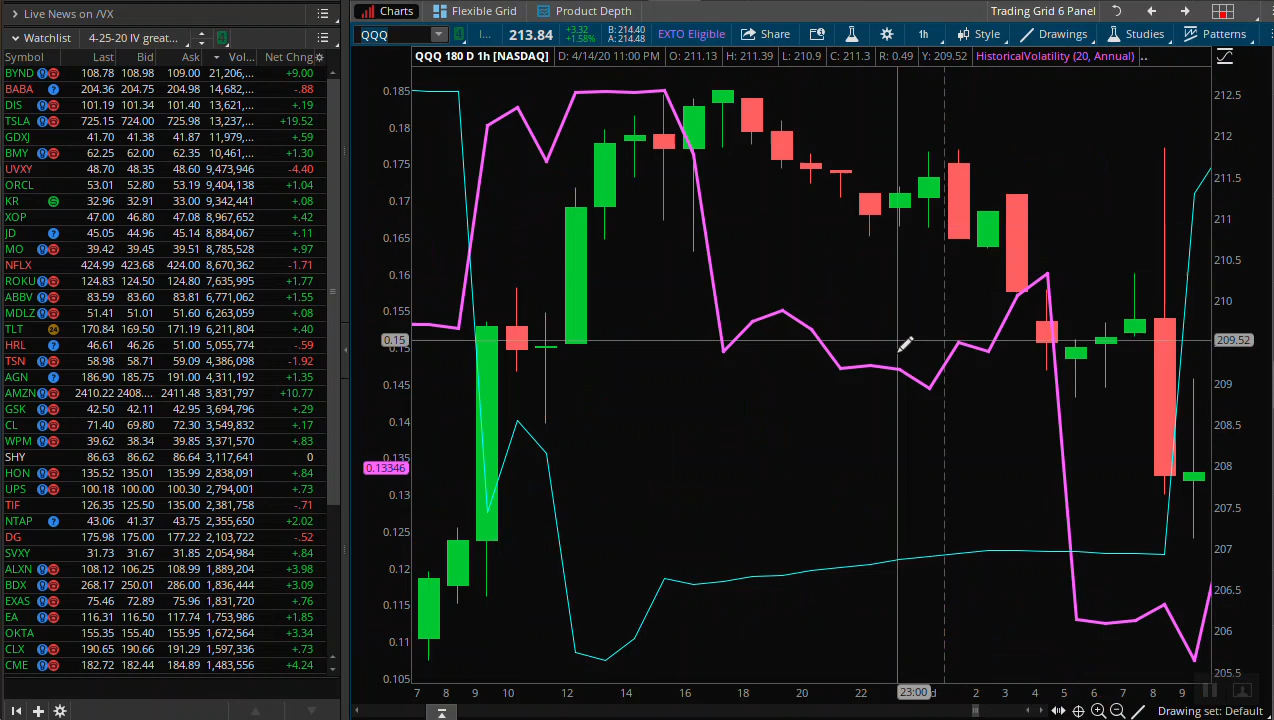 Live News on /VX
Charts Flexible Grid Product Depth Trading Grid 6 Panel
Watchlist 4-25-20 IV great... 4
QQQ 4 I... 213.84 +3.32 +1.58% B: 214.40 A: 214.48 EXTO Eligible Share 1h Style Drawings Studies Patterns
Symbol Last Bid Ask Vol... Net Chng
QQQ 180 D 1h [NASDAQ] D: 4/14/20 11:00 PM O: 211.13 H: 211.39 L: 210.9 C: 211.3 R: 0.49 Y: 209.52 HistoricalVolatility (20, Annual) ..
BYND 108.78 108.98 109.00 21,206,... +9.00
BABA ? 204.36 204.75 204.98 14,682,... -.88
DIS 101.19 101.34 101.40 13,621,... +.19
TSLA 725.15 724.00 725.98 13,237,... +19.52
GDXJ 41.70 41.38 41.87 11,979,... +.59
BMY 62.25 62.00 62.35 10,461,... +1.30
UVXY 48.70 48.35 48.60 9,473,946 -4.40
ORCL 53.01 52.80 53.19 9,404,138 +1.04
KR S 32.96 32.91 33.00 9,342,441 +.08
XOP 47.00 46.80 47.08 8,967,652 +.42
JD ? 45.05 44.96 45.14 8,884,067 +.11
MO 39.42 39.45 39.51 8,785,528 +.97
NFLX 424.99 423.68 424.00 8,670,362 -1.71
ROKU 124.83 124.50 124.80 7,635,995 +1.77
ABBV 83.59 83.60 83.81 6,771,062 +1.55
MDLZ 51.41 51.01 51.60 6,263,059 +.08
TLT 24 170.84 169.50 171.19 6,211,804 +.40
HRL ? 46.61 46.26 51.00 5,055,774 -.59
TSN 58.98 58.71 59.09 4,386,098 -1.92
AGN ? 186.90 185.75 191.00 4,311,192 +1.35
AMZN 2410.22 2408.... 2411.48 3,831,797 +10.77
GSK 42.50 42.11 42.95 3,697,796 +.29
CL 71.40 69.80 72.30 3,549,832 +.17
WPM 39.62 38.34 39.85 3,371,570 +.83
SHY 86.63 86.62 86.64 3,117,641 0
HON 135.52 135.01 135.99 2,838,091 +.84
UPS 100.18 100.00 100.30 2,794,001 +.73
TIF 126.35 125.50 135.00 2,381,758 -.71
NTAP ? 43.06 41.37 43.75 2,355,650 +2.02
DG 175.98 175.00 177.22 2,103,722 -.52
SVXY 31.73 31.67 31.85 2,054,984 +.84
ALXN 108.12 106.25 108.99 1,889,204 +3.98
BDX 268.17 250.01 286.00 1,836,444 +3.09
EXAS 75.46 72.89 75.96 1,831,720 +.76
EA 116.31 116.50 117.74 1,753,986 +1.85
OKTA 155.35 155.40 155.95 1,672,564 +3.34
CLX 190.65 190.66 191.29 1,597,336 +.73
CME 182.72 182.44 184.89 1,483,556 +4.24
0.185
0.18
0.175
0.17
0.165
0.16
0.155
0.15
0.15
0.145
0.14
0.13346
0.13
0.125
0.12
0.115
0.11
0.105
212.5
212
211.5
211
210.5
210
209.52
209
208.5
208
207.5
207
206.5
206
205.5
7 8 9 10 12 14 16 18 20 22 23:00 d 2 3 4 5 6 7 8 9
Drawing set: Default